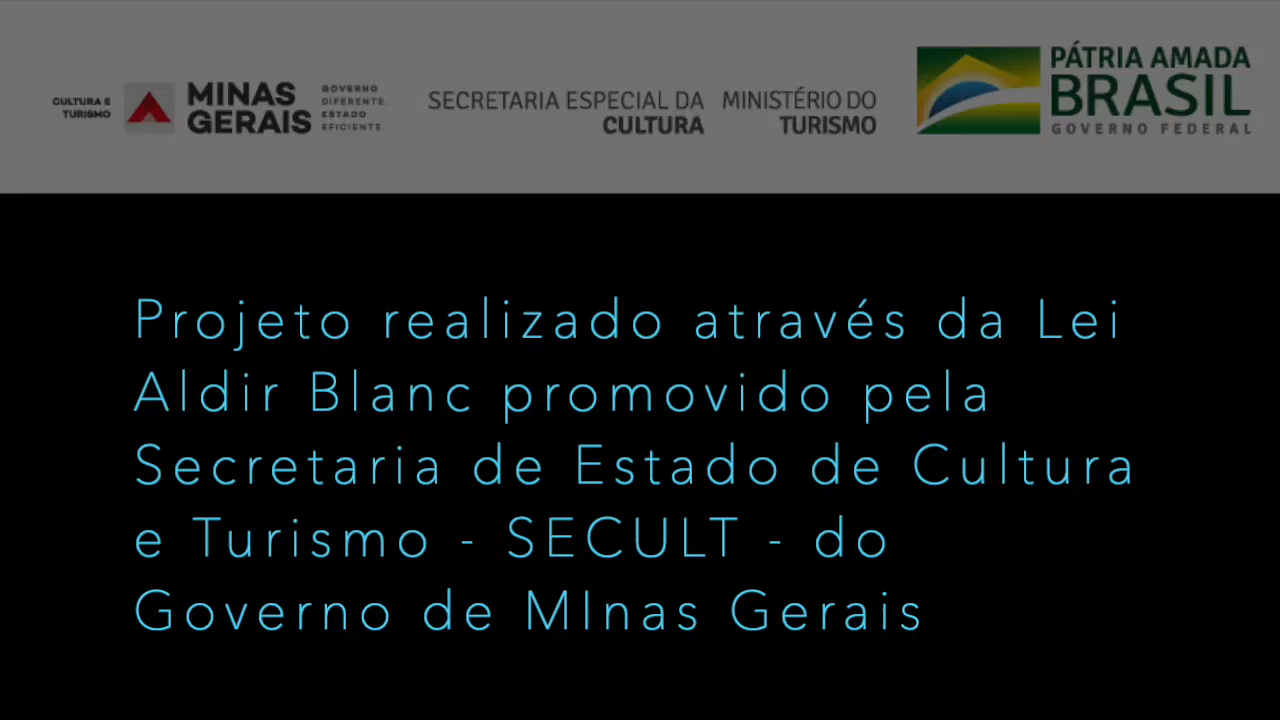 CULTURA E
TURISMO
MINAS
GERAIS
GOVERNO
DIFERENTE.
ESTADO
EFICIENTE.
SECRETARIA ESPECIAL DA
CULTURA
MINISTÉRIO DO
TURISMO
PÁTRIA AMADA
BRASIL
GOVERNO FEDERAL
Projeto realizado através da Lei
Aldir Blanc promovido pela
Secretaria de Estado de Cultura
e Turismo - SECULT - do
Governo de MInas Gerais